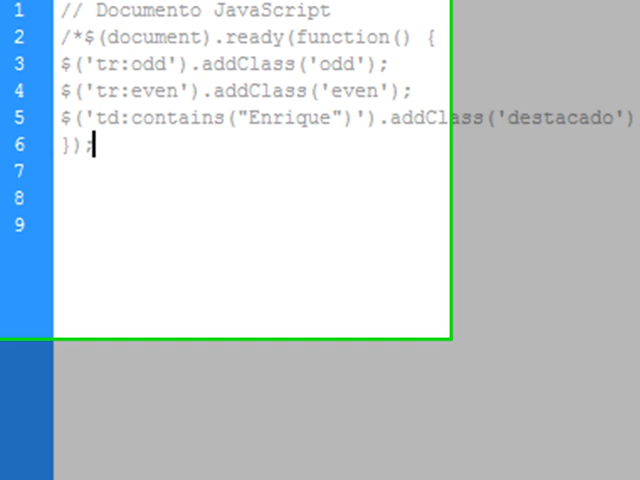 1 // Documento JavaScript
2 /*$(document).ready(function() {
3 $('tr:odd').addClass('odd');
4 $('tr:even').addClass('even');
5 $('td:contains("Enrique")').addClass('destacado')
6 });
7
8
9